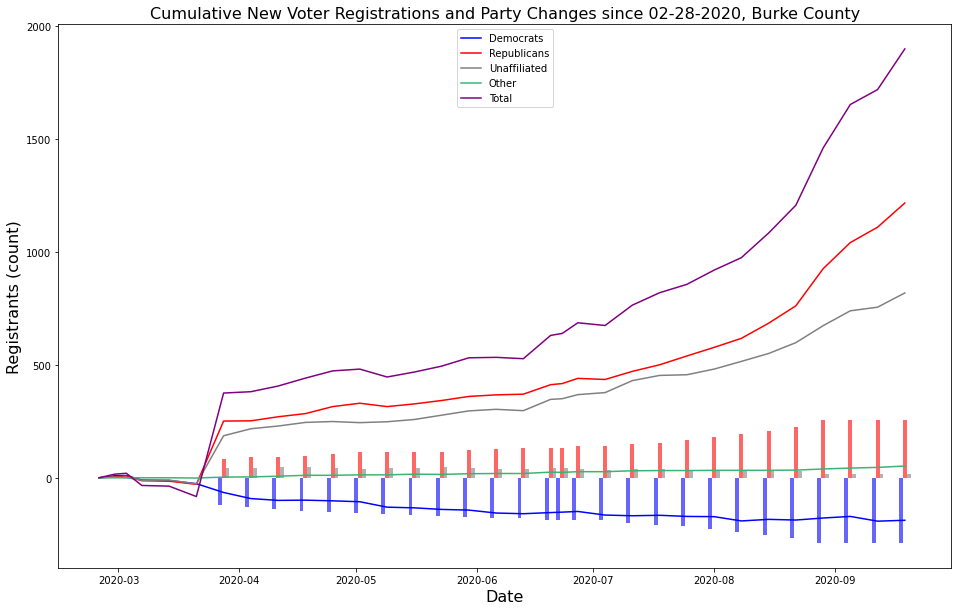 Cumulative New Voter Registrations and Party Changes since 02-28-2020, Burke County
Democrats
Republicans
Unaffiliated
Other
Total
Registrants (count)
2000
1500
1000
500
0
2020-03 2020-04 2020-05 2020-06 2020-07 2020-08 2020-09
Date